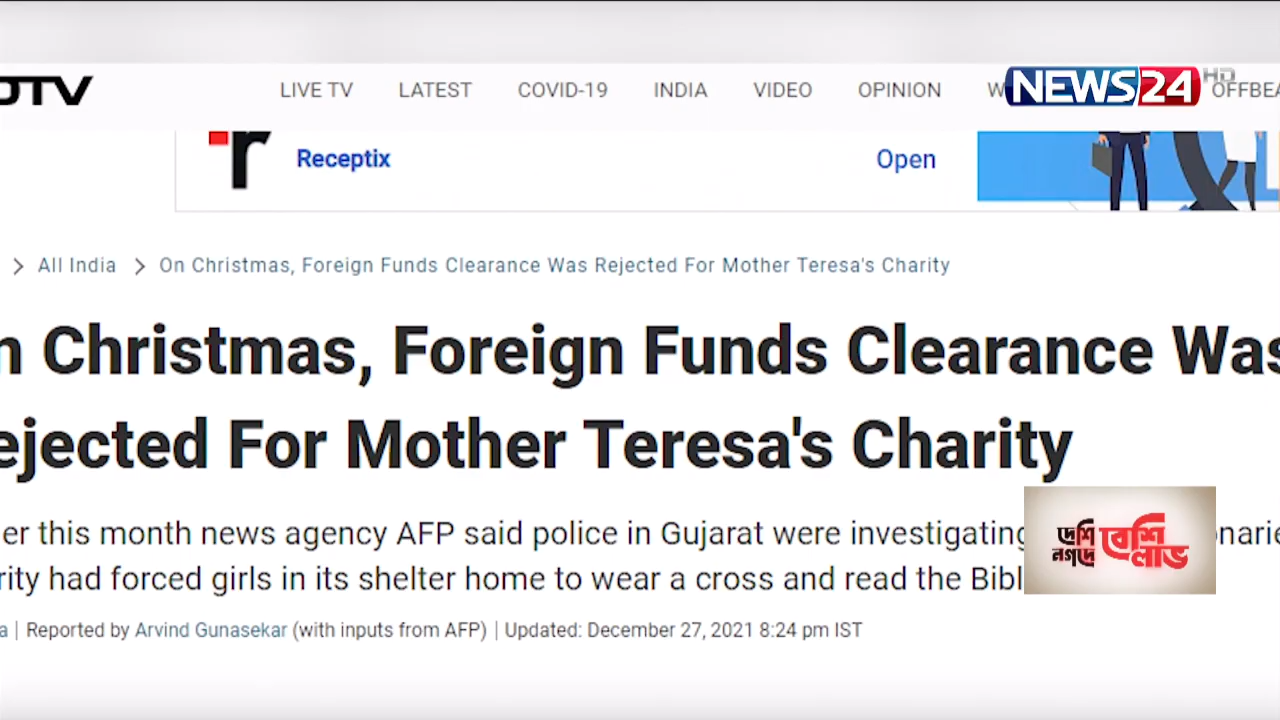 DTV
LIVE TV LATEST COVID-19 INDIA VIDEO OPINION W
NEWS24 HD
OFFBEA
Receptix
Open
All India
On Christmas, Foreign Funds Clearance Was Rejected For Mother Teresa's Charity
n Christmas, Foreign Funds Clearance Was
ejected For Mother Teresa's Charity
er this month news agency AFP said police in Gujarat were investigating
onarie
rity had forced girls in its shelter home to wear a cross and read the Bibl
দেশি বেশি
নগদে লাভ
a | Reported by Arvind Gunasekar (with inputs from AFP) | Updated: December 27, 2021 8:24 pm IST